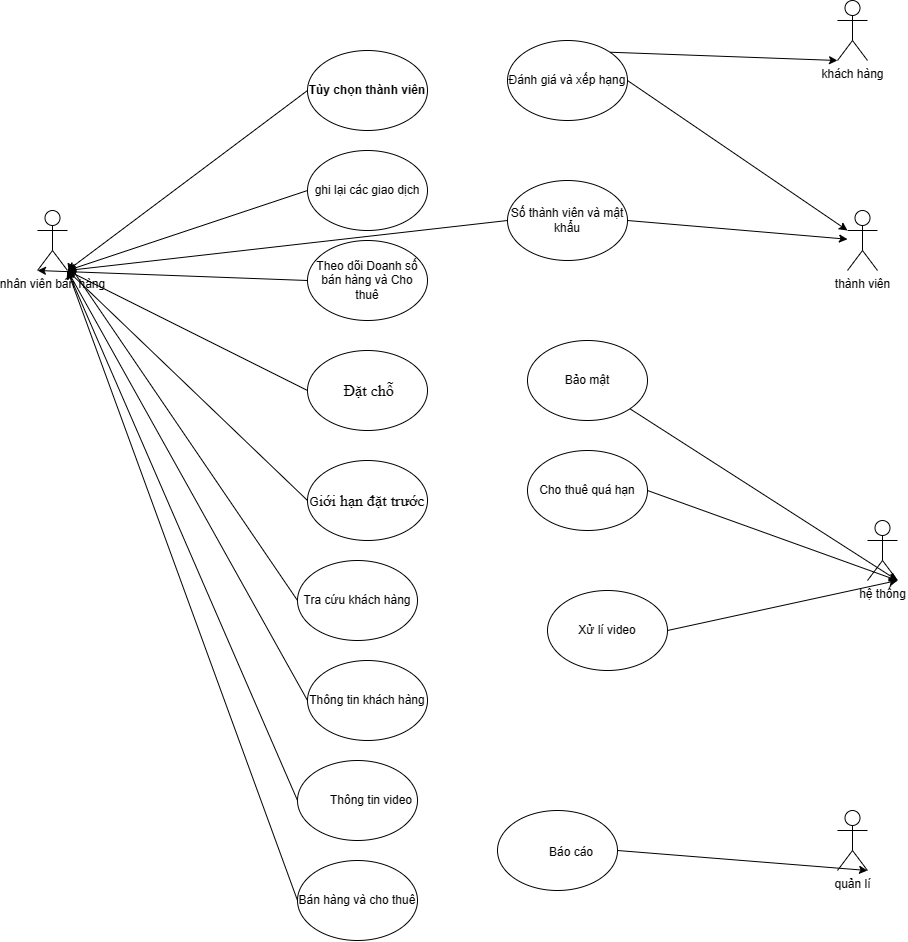 khách hàng
Tùy chọn thành viên
Đánh giá và xếp hạng
ghi lại các giao dịch
Số thành viên và mật
khẩu
nhân viên bán hàng
thành viên
Theo dõi Doanh số
bán hàng và Cho
thuê
Bảo mật
Đặt chỗ
Cho thuê quá hạn
Giới hạn đặt trước
hệ thống
Tra cứu khách hàng
Xử lí video
Thông tin khách hàng
Thông tin video
Báo cáo
quản lí
Bán hàng và cho thuê